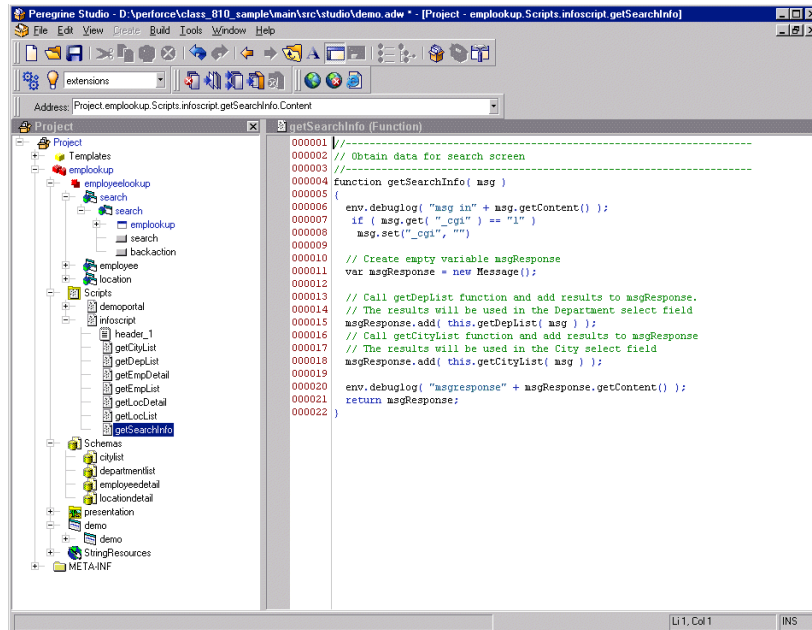 Peregrine Studio - D:\perforce\class_810_sample\main\src\studio\demo.adw * - [Project - emplookup.Scripts.infoscript.getSearchInfo]
File Edit View Create Build Tools Window Help
extensions
Address: Project.emplookup.Scripts.infoscript.getSearchInfo.Content
Project
Project
Templates
emplookup
employeelookup
search
search
emplookup
search
backaction
employee
location
Scripts
demoportal
infoscript
header_1
getCityList
getDepList
getEmpDetail
getEmpList
getLocDetail
getLocList
getSearchInfo
Schemas
citylist
departmentlist
employeedetail
locationdetail
presentation
demo
demo
StringResources
META-INF
getSearchInfo (Function)
000001 //----------------------------------------------------------------
000002 // Obtain data for search screen
000003 //----------------------------------------------------------------
000004 function getSearchInfo( msg )
000005 {
000006 env.debuglog( "msg in" + msg.getContent() );
000007 if ( msg.get( "_cgi" ) == "1" )
000008 msg.set("_cgi", "")
000009
000010 // Create empty variable msgResponse
000011 var msgResponse = new Message();
000012
000013 // Call getDepList function and add results to msgResponse.
000014 // The results will be used in the Department select field
000015 msgResponse.add( this.getDepList( msg ) );
000016 // Call getCityList function and add results to msgResponse
000017 // The results will be used in the City select field
000018 msgResponse.add( this.getCityList( msg ) );
000019
000020 env.debuglog( "msgresponse" + msgResponse.getContent() );
000021 return msgResponse;
000022 }
Li 1, Col 1
INS